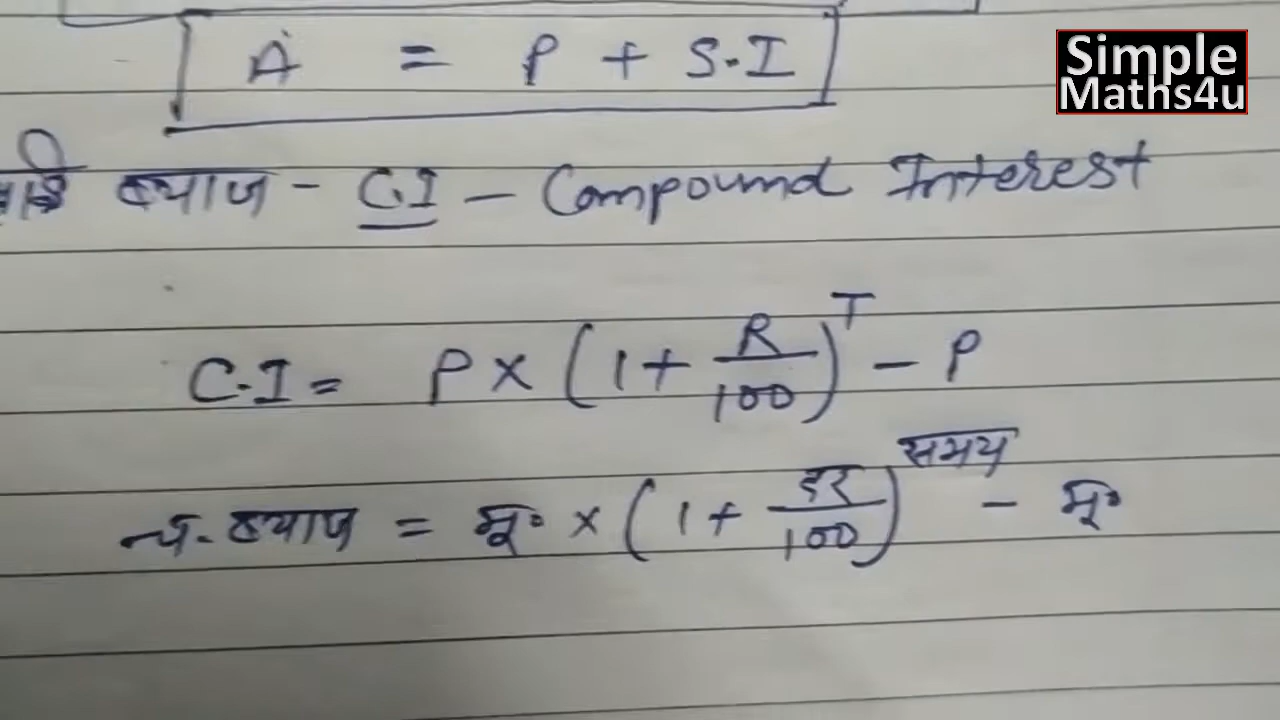 A = P + S.I
Simple
Maths4u
ब्याज - C.I - Compound Interest
C.I = P × (1 + R/100)^T - P
च. ब्याज = मू॰ × (1 + दर/100)^समय - मू॰